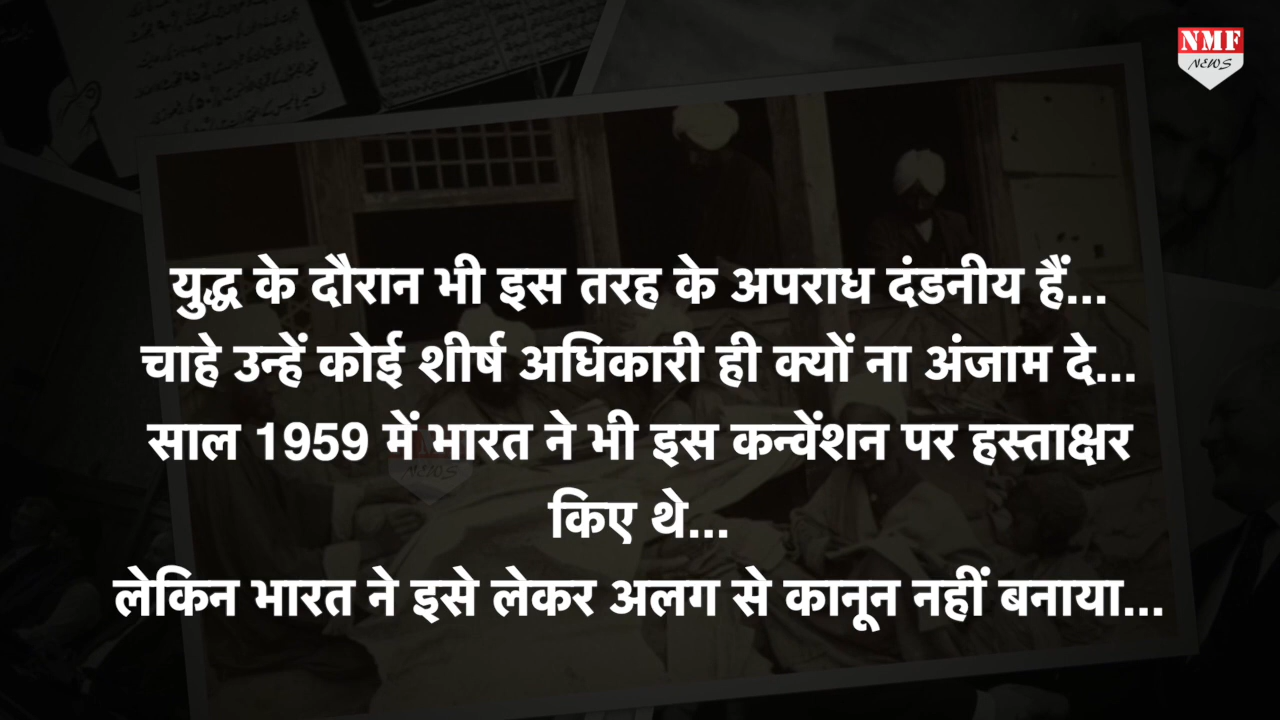 NMF
NEWS
युद्ध के दौरान भी इस तरह के अपराध दंडनीय हैं...
चाहे उन्हें कोई शीर्ष अधिकारी ही क्यों ना अंजाम दे...
साल 1959 में भारत ने भी इस कन्वेंशन पर हस्ताक्षर
किए थे...
लेकिन भारत ने इसे लेकर अलग से कानून नहीं बनाया...